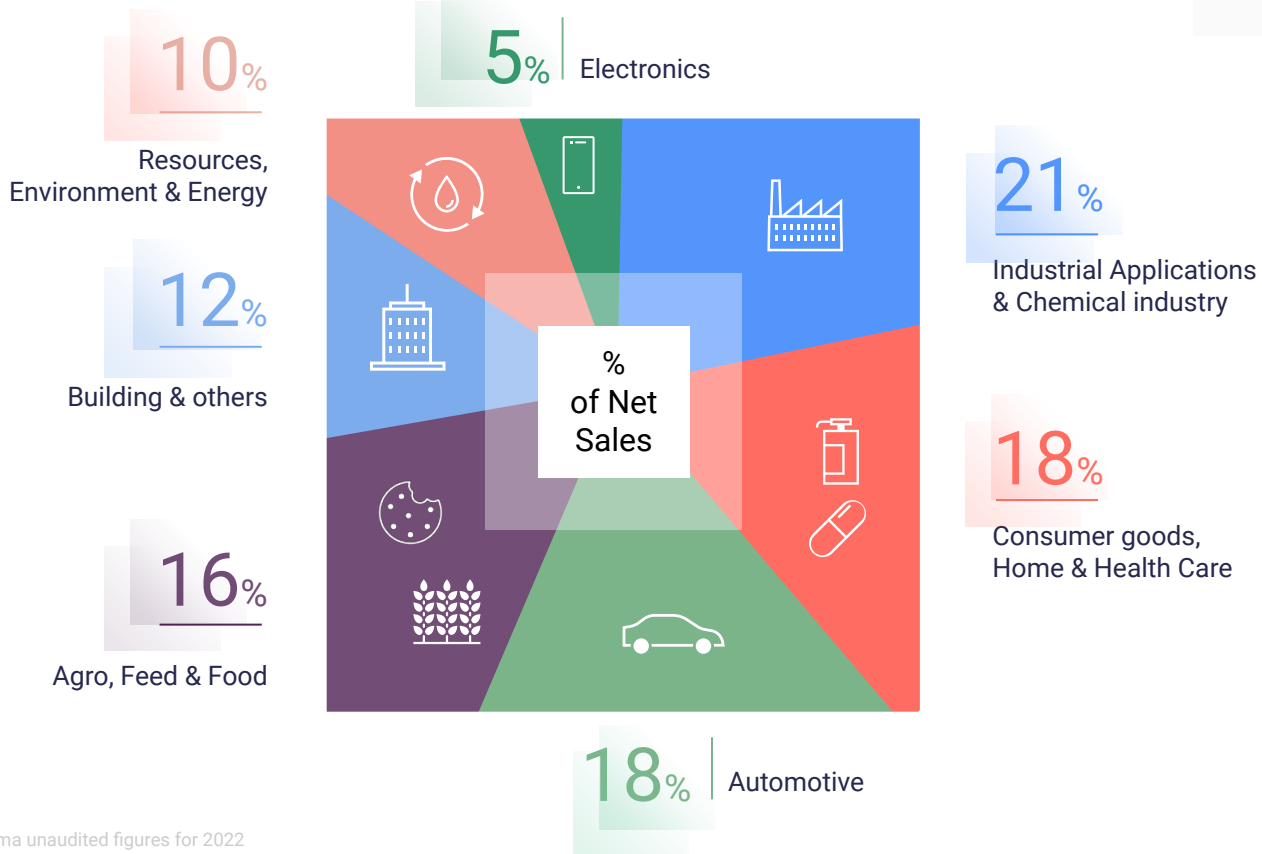 10%
Resources,
Environment & Energy
5%
Electronics
21%
Industrial Applications
& Chemical industry
12%
Building & others
%
of Net
Sales
18%
Consumer goods,
Home & Health Care
16%
Agro, Feed & Food
18%
Automotive
unaudited figures for 2022